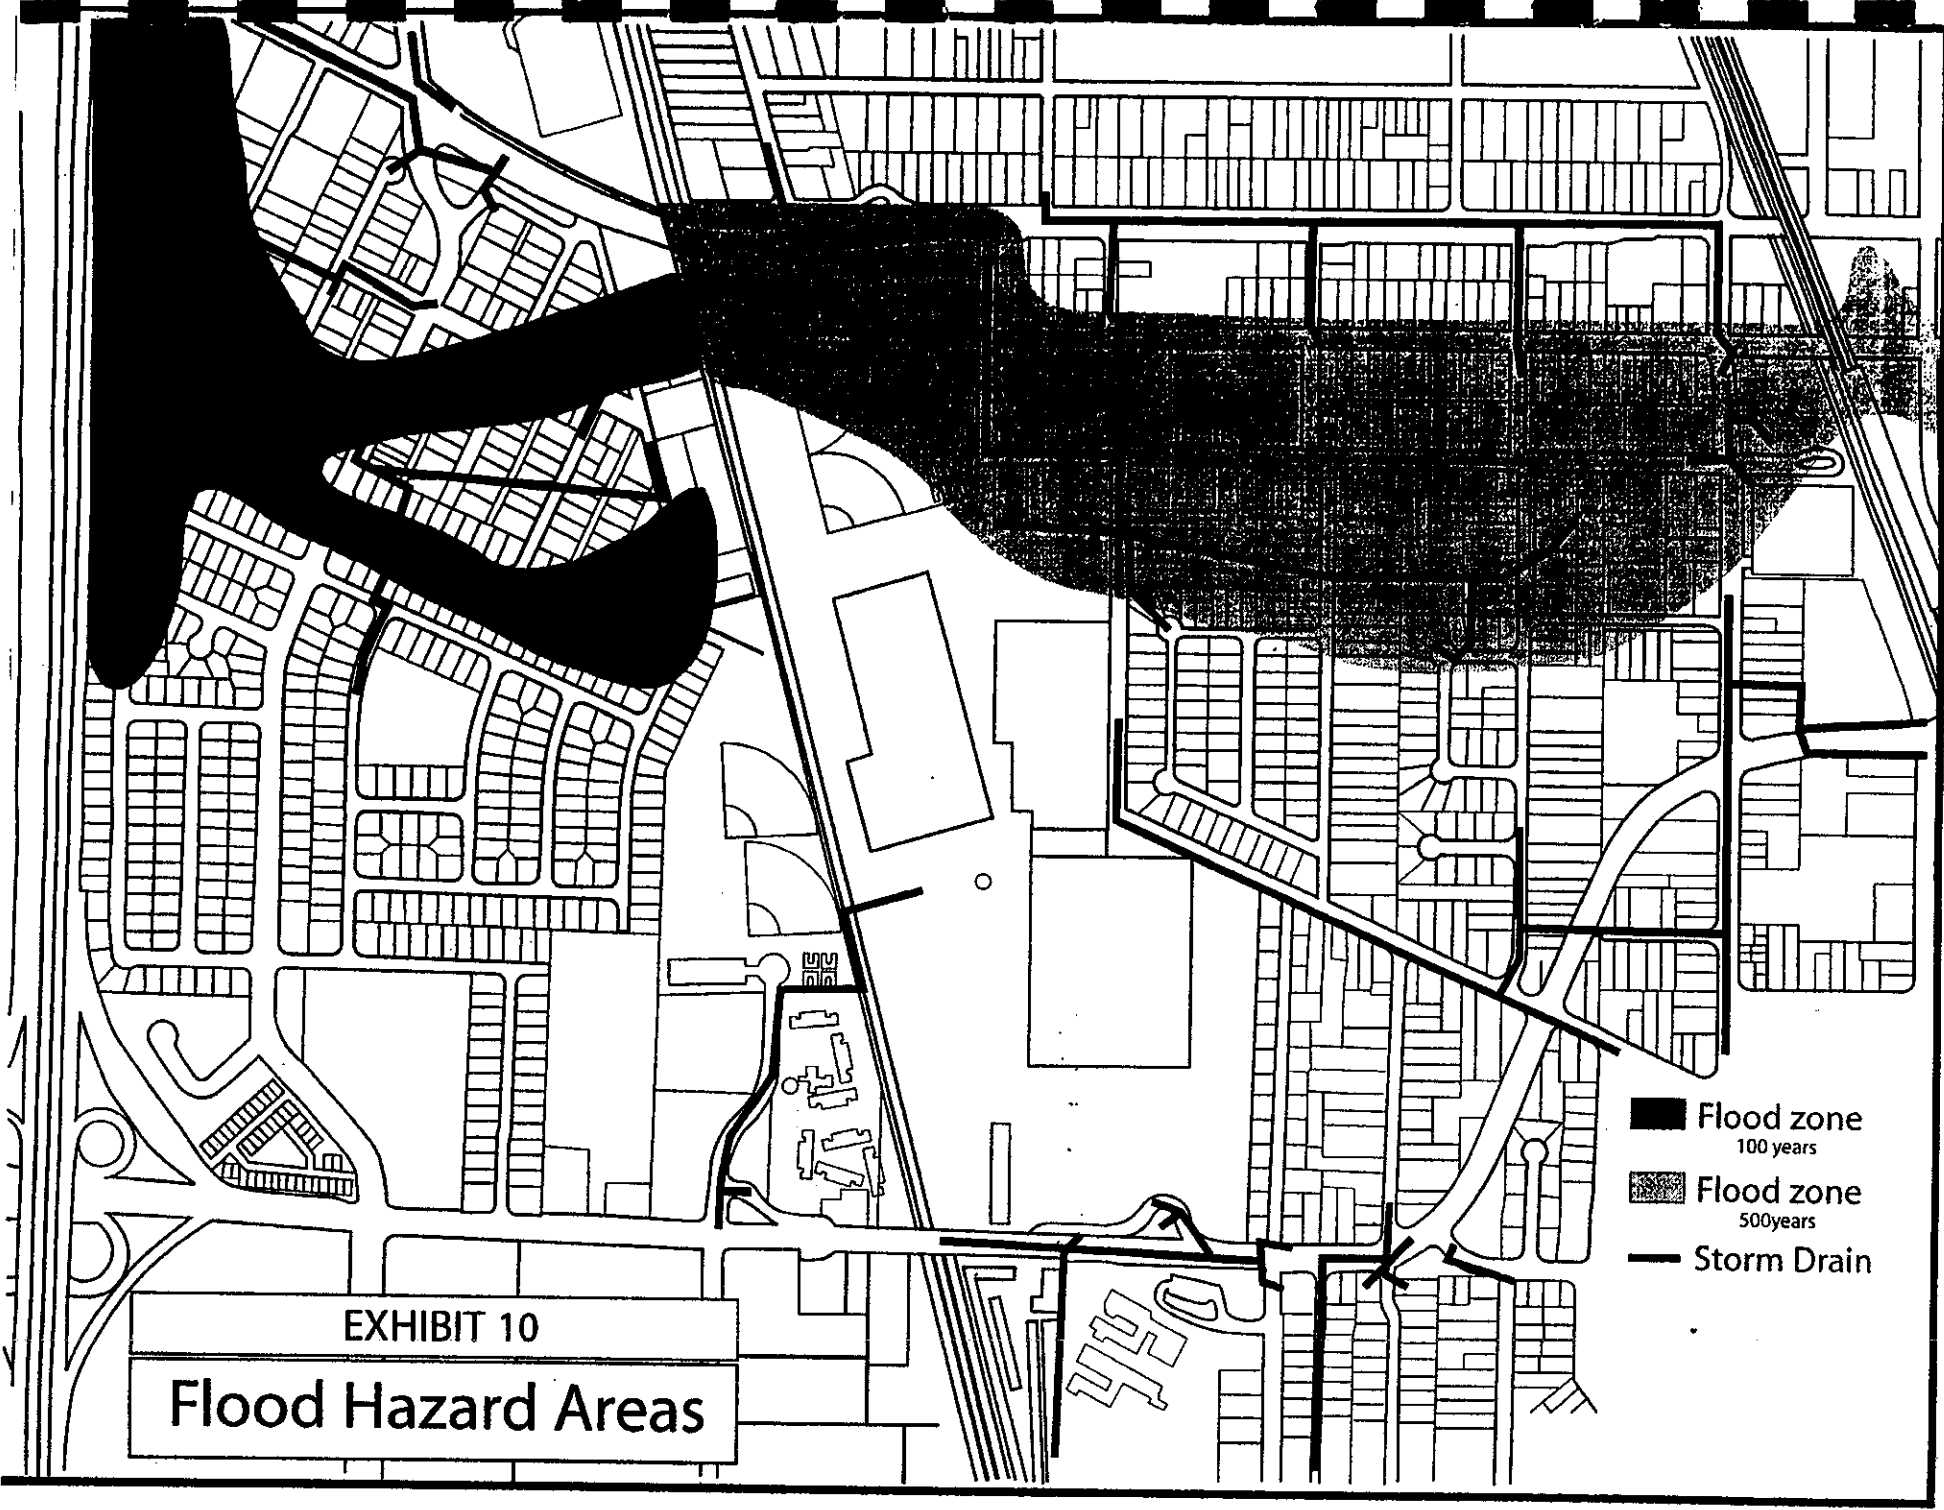 Flood zone
100 years
Flood zone
500years
Storm Drain
EXHIBIT 10
Flood Hazard Areas